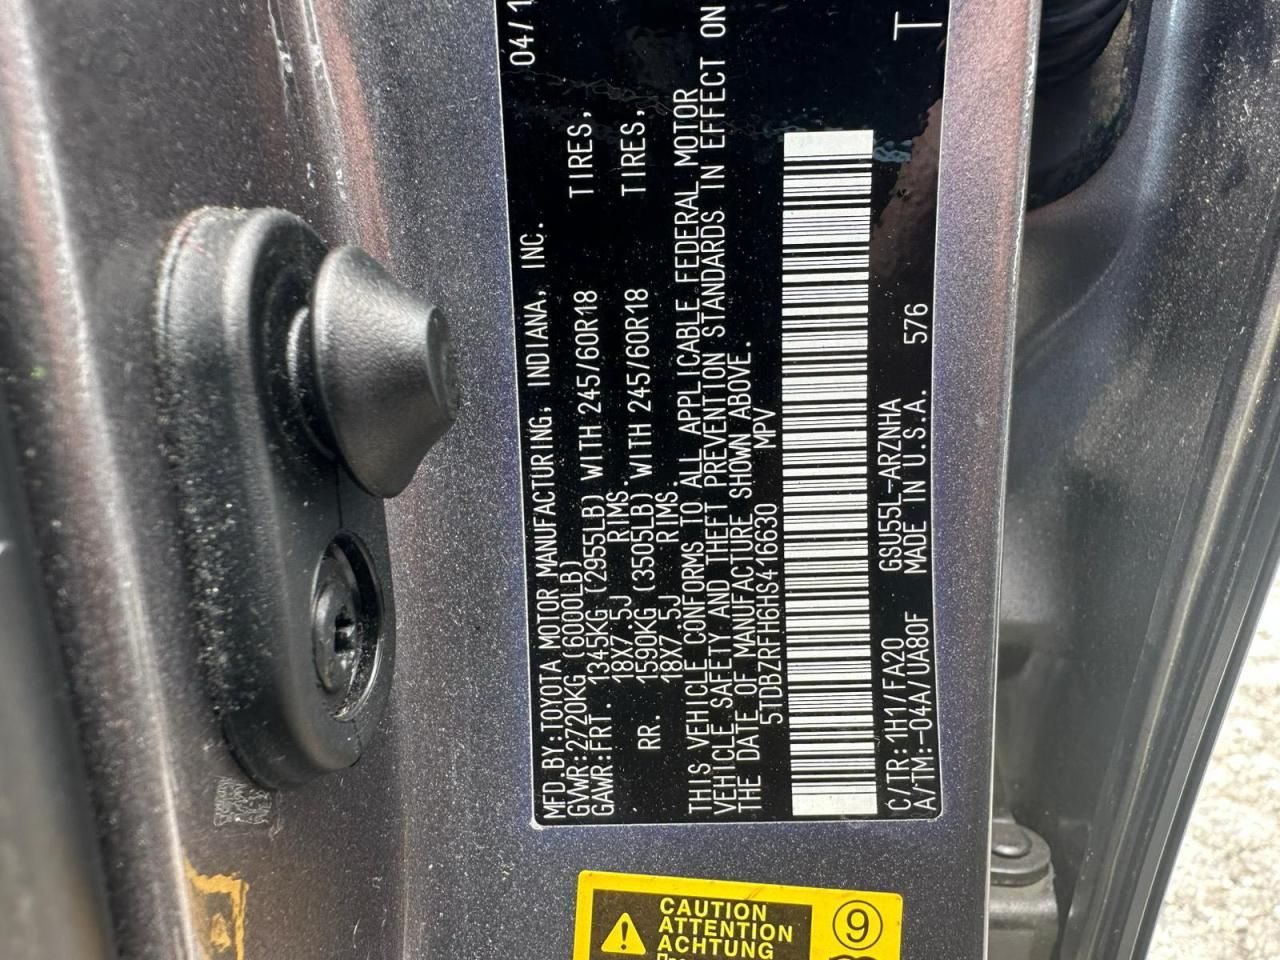 MFD.BY:TOYOTA MOTOR MANUFACTURING, INDIANA, INC. 04/1
GVWR:2720KG (6000LB)
GAWR:FRT. 1345KG (2955LB) WITH 245/60R18 TIRES,
18X7.5J RIMS.
RR. 1590KG (3505LB) WITH 245/60R18 TIRES,
18X7.5J RIMS.
THIS VEHICLE CONFORMS TO ALL APPLICABLE FEDERAL MOTOR
VEHICLE SAFETY AND THEFT PREVENTION STANDARDS IN EFFECT ON
THE DATE OF MANUFACTURE SHOWN ABOVE.
5TDBZRFH6HS416630 MPV
C/TR:1H1/FA20 GSU55L-ARZNHA T
A/TM:-04A/UA80F MADE IN U.S.A. 576
CAUTION
ATTENTION
ACHTUNG
9